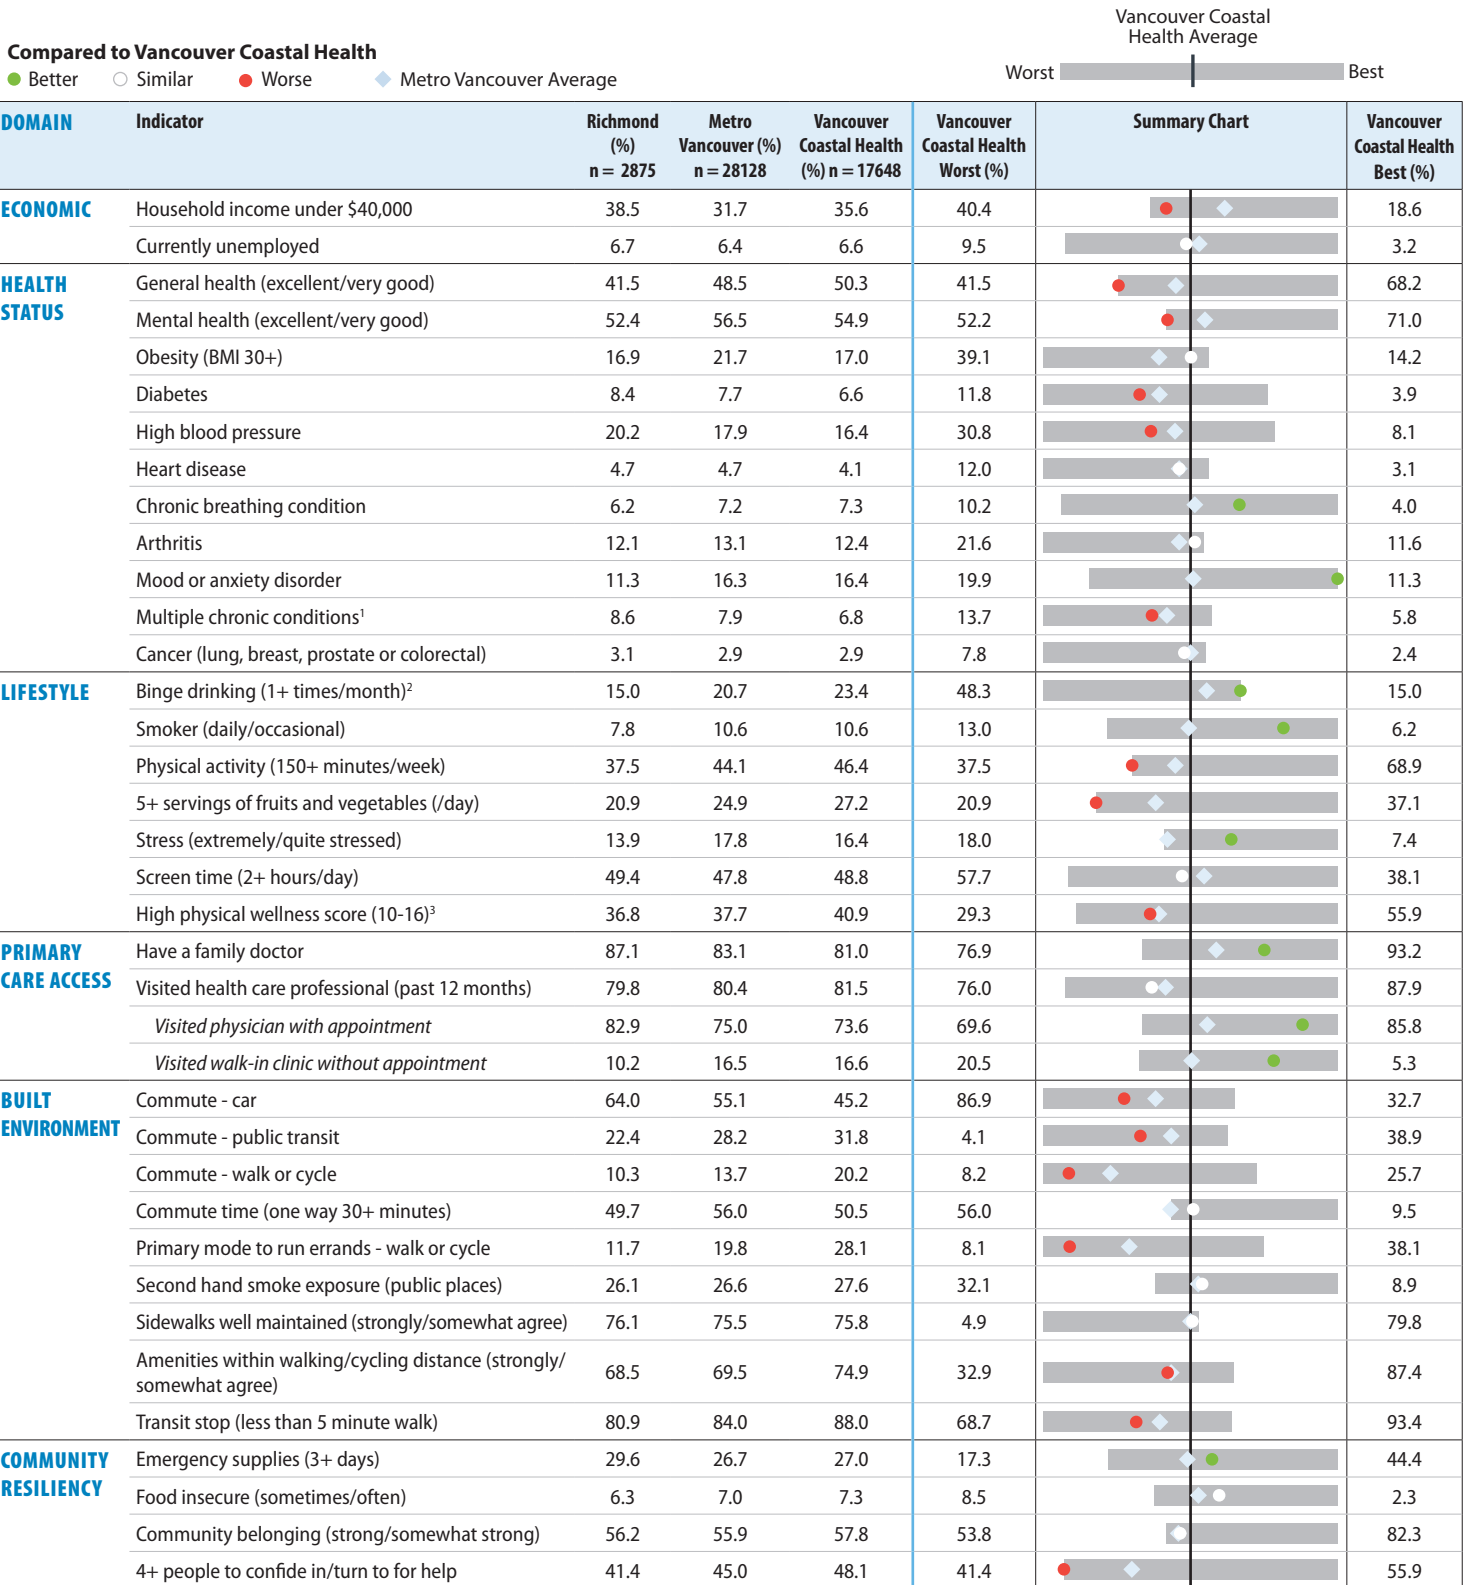 Vancouver Coastal
Health Average
Compared to Vancouver Coastal Health
Better Similar Worse Metro Vancouver Average
Worst Best
DOMAIN Indicator Richmond (%) n = 2875 Metro Vancouver (%) n = 28128 Vancouver Coastal Health (%) n = 17648 Vancouver Coastal Health Worst (%) Summary Chart Vancouver Coastal Health Best (%)
ECONOMIC Household income under $40,000 38.5 31.7 35.6 40.4 18.6
Currently unemployed 6.7 6.4 6.6 9.5 3.2
HEALTH STATUS General health (excellent/very good) 41.5 48.5 50.3 41.5 68.2
Mental health (excellent/very good) 52.4 56.5 54.9 52.2 71.0
Obesity (BMI 30+) 16.9 21.7 17.0 39.1 14.2
Diabetes 8.4 7.7 6.6 11.8 3.9
High blood pressure 20.2 17.9 16.4 30.8 8.1
Heart disease 4.7 4.7 4.1 12.0 3.1
Chronic breathing condition 6.2 7.2 7.3 10.2 4.0
Arthritis 12.1 13.1 12.4 21.6 11.6
Mood or anxiety disorder 11.3 16.3 16.4 19.9 11.3
Multiple chronic conditions¹ 8.6 7.9 6.8 13.7 5.8
Cancer (lung, breast, prostate or colorectal) 3.1 2.9 2.9 7.8 2.4
LIFESTYLE Binge drinking (1+ times/month)² 15.0 20.7 23.4 48.3 15.0
Smoker (daily/occasional) 7.8 10.6 10.6 13.0 6.2
Physical activity (150+ minutes/week) 37.5 44.1 46.4 37.5 68.9
5+ servings of fruits and vegetables (/day) 20.9 24.9 27.2 20.9 37.1
Stress (extremely/quite stressed) 13.9 17.8 16.4 18.0 7.4
Screen time (2+ hours/day) 49.4 47.8 48.8 57.7 38.1
High physical wellness score (10-16)³ 36.8 37.7 40.9 29.3 55.9
PRIMARY CARE ACCESS Have a family doctor 87.1 83.1 81.0 76.9 93.2
Visited health care professional (past 12 months) 79.8 80.4 81.5 76.0 87.9
Visited physician with appointment 82.9 75.0 73.6 69.6 85.8
Visited walk-in clinic without appointment 10.2 16.5 16.6 20.5 5.3
BUILT ENVIRONMENT Commute - car 64.0 55.1 45.2 86.9 32.7
Commute - public transit 22.4 28.2 31.8 4.1 38.9
Commute - walk or cycle 10.3 13.7 20.2 8.2 25.7
Commute time (one way 30+ minutes) 49.7 56.0 50.5 56.0 9.5
Primary mode to run errands - walk or cycle 11.7 19.8 28.1 8.1 38.1
Second hand smoke exposure (public places) 26.1 26.6 27.6 32.1 8.9
Sidewalks well maintained (strongly/somewhat agree) 76.1 75.5 75.8 4.9 79.8
Amenities within walking/cycling distance (strongly/
somewhat agree) 68.5 69.5 74.9 32.9 87.4
Transit stop (less than 5 minute walk) 80.9 84.0 88.0 68.7 93.4
COMMUNITY RESILIENCY Emergency supplies (3+ days) 29.6 26.7 27.0 17.3 44.4
Food insecure (sometimes/often) 6.3 7.0 7.3 8.5 2.3
Community belonging (strong/somewhat strong) 56.2 55.9 57.8 53.8 82.3
4+ people to confide in/turn to for help 41.4 45.0 48.1 41.4 55.9